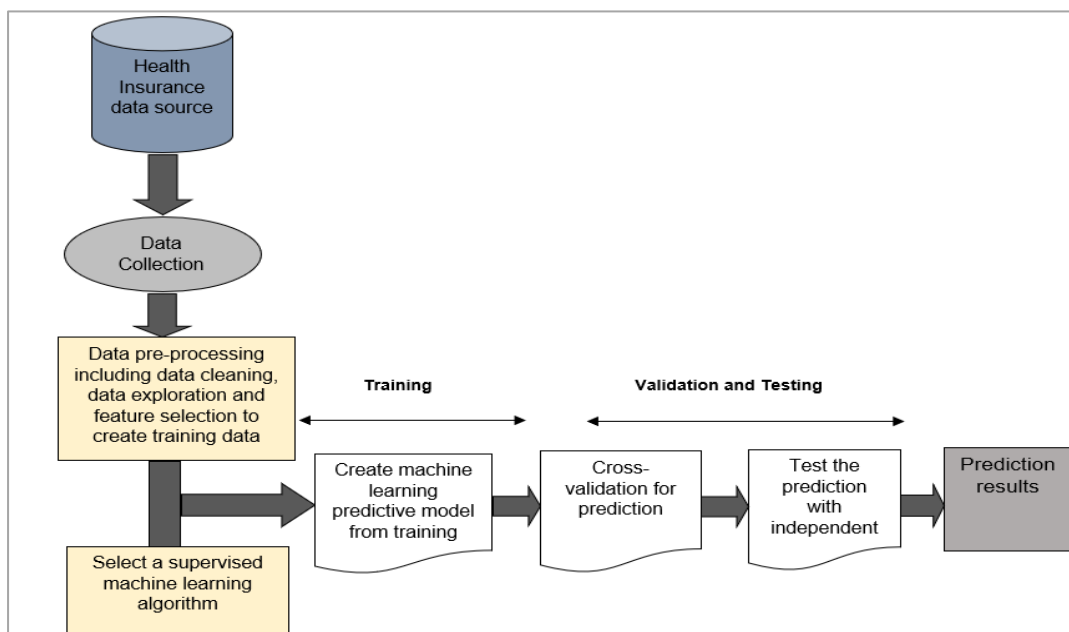 Health
Insurance
data source
Data
Collection
Data pre-processing
including data cleaning,
data exploration and
feature selection to
create training data
Select a supervised
machine learning
algorithm
Training
Create machine
learning
predictive model
from training
Validation and Testing
Cross-
validation for
prediction
Test the
prediction
with
independent
Prediction
results